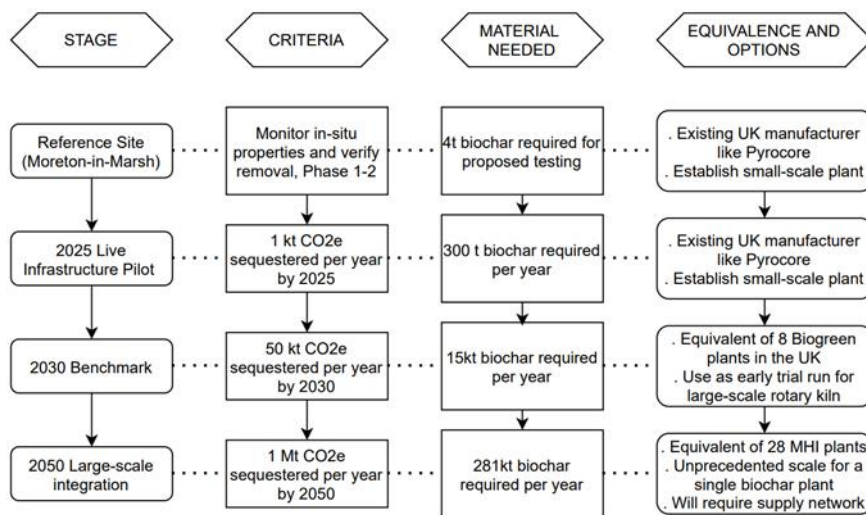 STAGE
CRITERIA
MATERIAL
NEEDED
EQUIVALENCE AND
OPTIONS
Reference Site
(Moreton-in-Marsh)
Monitor in-situ
properties and verify
removal, Phase 1-2
4t biochar required for
proposed testing
. Existing UK manufacturer
like Pyrocore
. Establish small-scale plant
2025 Live
Infrastructure Pilot
1 kt CO2e
sequestered per year
by 2025
300 t biochar required
per year
. Existing UK manufacturer
like Pyrocore
. Establish small-scale plant
2030 Benchmark
50 kt CO2e
sequestered per year
by 2030
15kt biochar required
per year
. Equivalent of 8 Biogreen
plants in the UK
. Use as early trial run for
large-scale rotary kiln
2050 Large-scale
integration
1 Mt CO2e
sequestered per year
by 2050
281kt biochar
required per year
. Equivalent of 28 MHI plants
. Unprecedented scale for a
single biochar plant
. Will require supply network